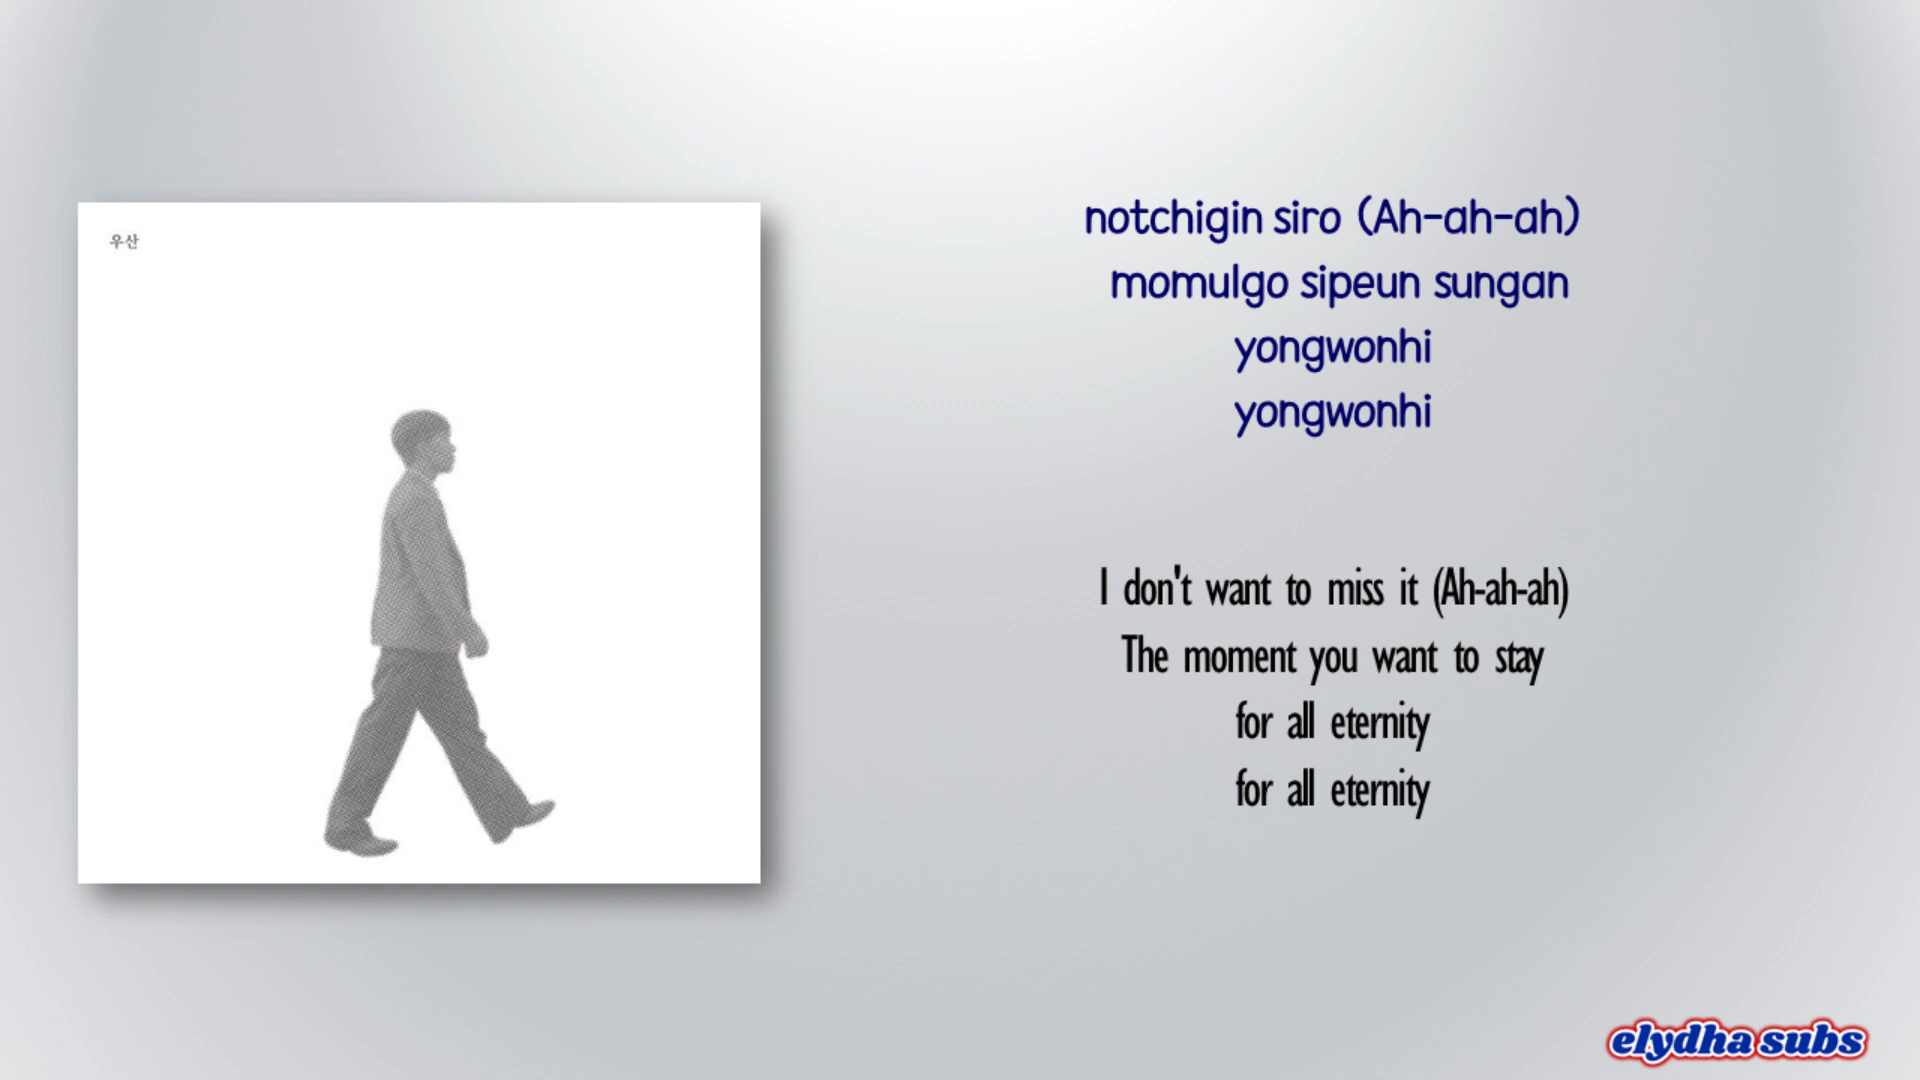 우산
notchigin siro (Ah-ah-ah)
momulgo sipeun sungan
yongwonhi
yongwonhi
I don't want to miss it (Ah-ah-ah)
The moment you want to stay
for all eternity
for all eternity
elydha subs